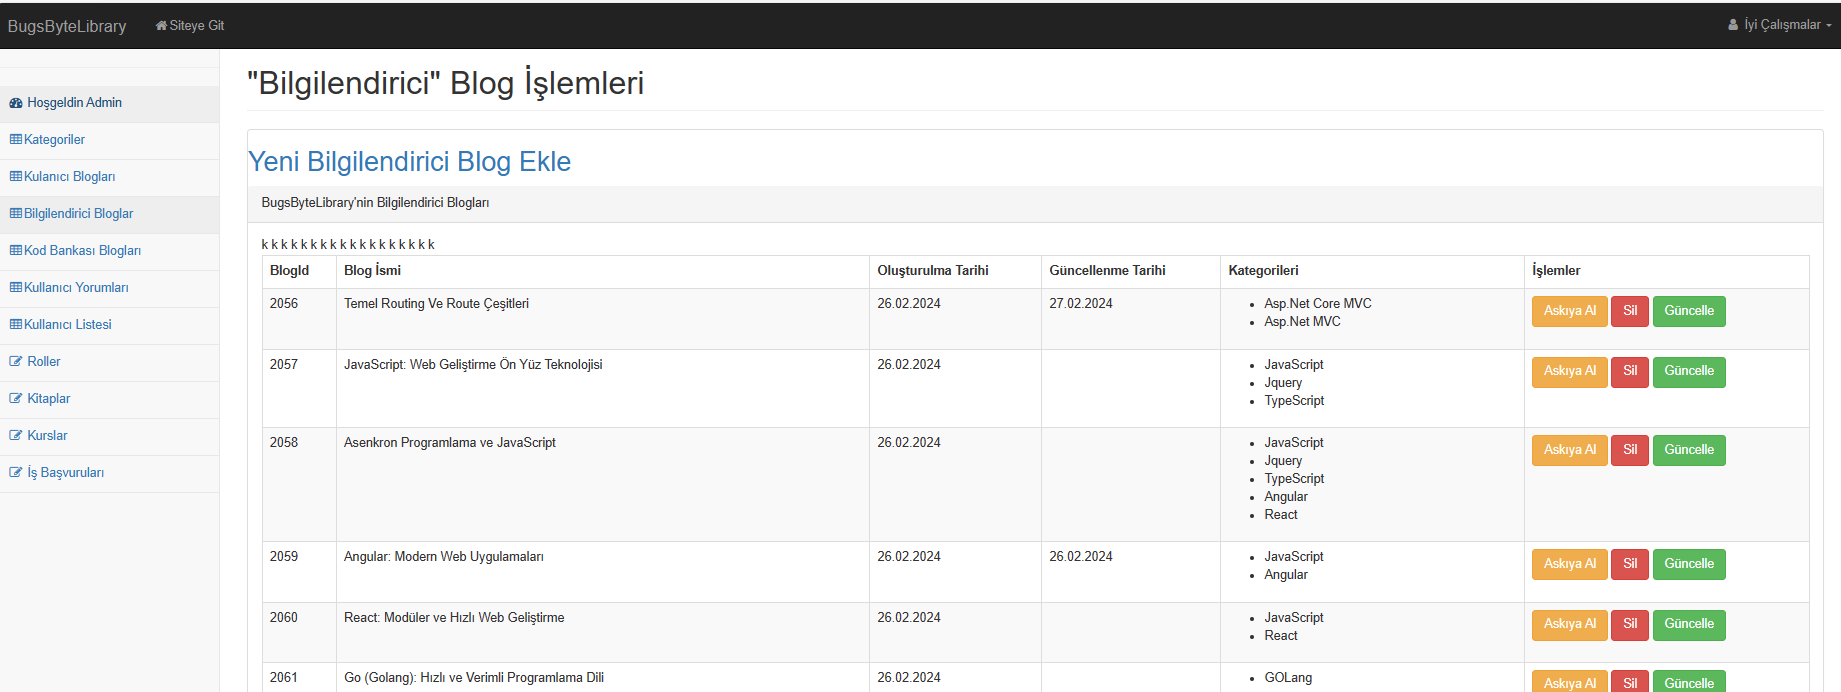 BugsByteLibrary Siteye Git İyi Çalışmalar
"Bilgilendirici" Blog İşlemleri
Hoşgeldin Admin
Kategoriler
Kulanıcı Blogları
Bilgilendirici Bloglar
Kod Bankası Blogları
Kullanıcı Yorumları
Kullanıcı Listesi
Roller
Kitaplar
Kurslar
İş Başvuruları
Yeni Bilgilendirici Blog Ekle
BugsByteLibrary'nin Bilgilendirici Blogları
k k k k k k k k k k k k k k k k k k
BlogId Blog İsmi Oluşturulma Tarihi Güncellenme Tarihi Kategorileri İşlemler
2056 Temel Routing Ve Route Çeşitleri 26.02.2024 27.02.2024 Asp.Net Core MVC Askıya Al Sil Güncelle
Asp.Net MVC
2057 JavaScript: Web Geliştirme Ön Yüz Teknolojisi 26.02.2024 JavaScript Askıya Al Sil Güncelle
Jquery
TypeScript
2058 Asenkron Programlama ve JavaScript 26.02.2024 JavaScript Askıya Al Sil Güncelle
Jquery
TypeScript
Angular
React
2059 Angular: Modern Web Uygulamaları 26.02.2024 26.02.2024 JavaScript Askıya Al Sil Güncelle
Angular
2060 React: Modüler ve Hızlı Web Geliştirme 26.02.2024 JavaScript Askıya Al Sil Güncelle
React
2061 Go (Golang): Hızlı ve Verimli Programlama Dili 26.02.2024 GOLang Askıya Al Sil Güncelle